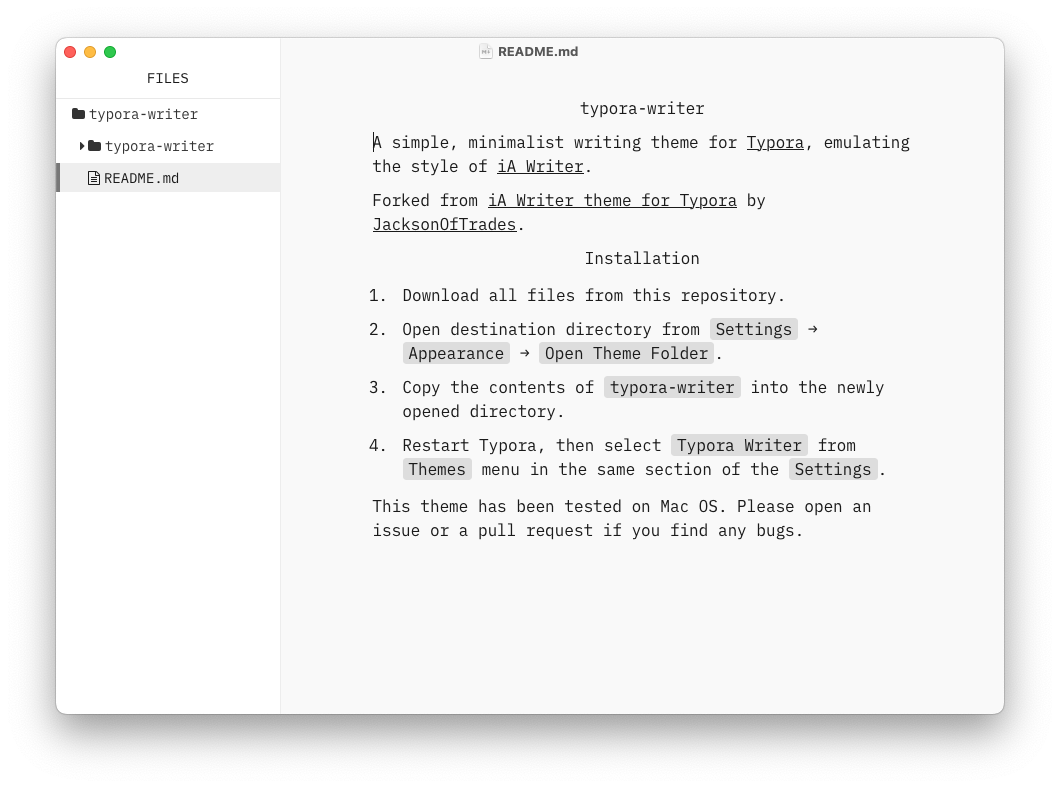 README.md
FILES
typora-writer
typora-writer
README.md
typora-writer
A simple, minimalist writing theme for Typora, emulating
the style of iA Writer.
Forked from iA Writer theme for Typora by
JacksonOfTrades.
Installation
1. Download all files from this repository.
2. Open destination directory from Settings →
Appearance → Open Theme Folder.
3. Copy the contents of typora-writer into the newly
opened directory.
4. Restart Typora, then select Typora Writer from
Themes menu in the same section of the Settings.
This theme has been tested on Mac OS. Please open an
issue or a pull request if you find any bugs.